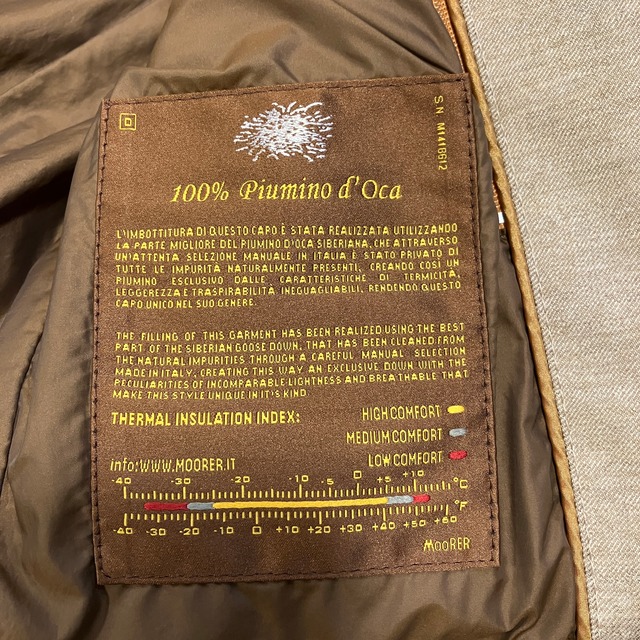 D
S.N. M1418612
100% Piumino d'Oca
L'IMBOTTITURA DI QUESTO CAPO È STATA REALIZZATA UTILIZZANDO
LA PARTE MIGLIORE DEL PIUMINO D'OCA SIBERIANA, CHE ATTRAVERSO
UN'ATTENTA SELEZIONE MANUALE IN ITALIA È STATO PRIVATO DI
TUTTE LE IMPURITÀ NATURALMENTE PRESENTI, CREANDO COSÌ UN
PIUMINO ESCLUSIVO DALLE CARATTERISTICHE DI TERMICITÀ,
LEGGEREZZA E TRASPIRABILITÀ INEGUAGLIABILI, RENDENDO QUESTO
CAPO UNICO NEL SUO GENERE.
THE FILLING OF THIS GARMENT HAS BEEN REALIZED USING THE BEST
PART OF THE SIBERIAN GOOSE DOWN, THAT HAS BEEN CLEANED FROM
THE NATURAL IMPURITIES THROUGH A CAREFUL MANUAL SELECTION
MADE IN ITALY, CREATING THIS WAY AN EXCLUSIVE DOWN WITH THE
PECULIARITIES OF INCOMPARABLE LIGHTNESS AND BREATHABLE THAT
MAKE THIS STYLE UNIQUE IN IT'S KIND.
THERMAL INSULATION INDEX:
HIGH COMFORT
MEDIUM COMFORT
LOW COMFORT
info: WWW.MOORER.IT
-40 -30 -20 -10 -5 0 +5 +10 °C
-40 -30 -20 -10 0 +10 +20 +30 +40 +50 +60 °F
MooRER